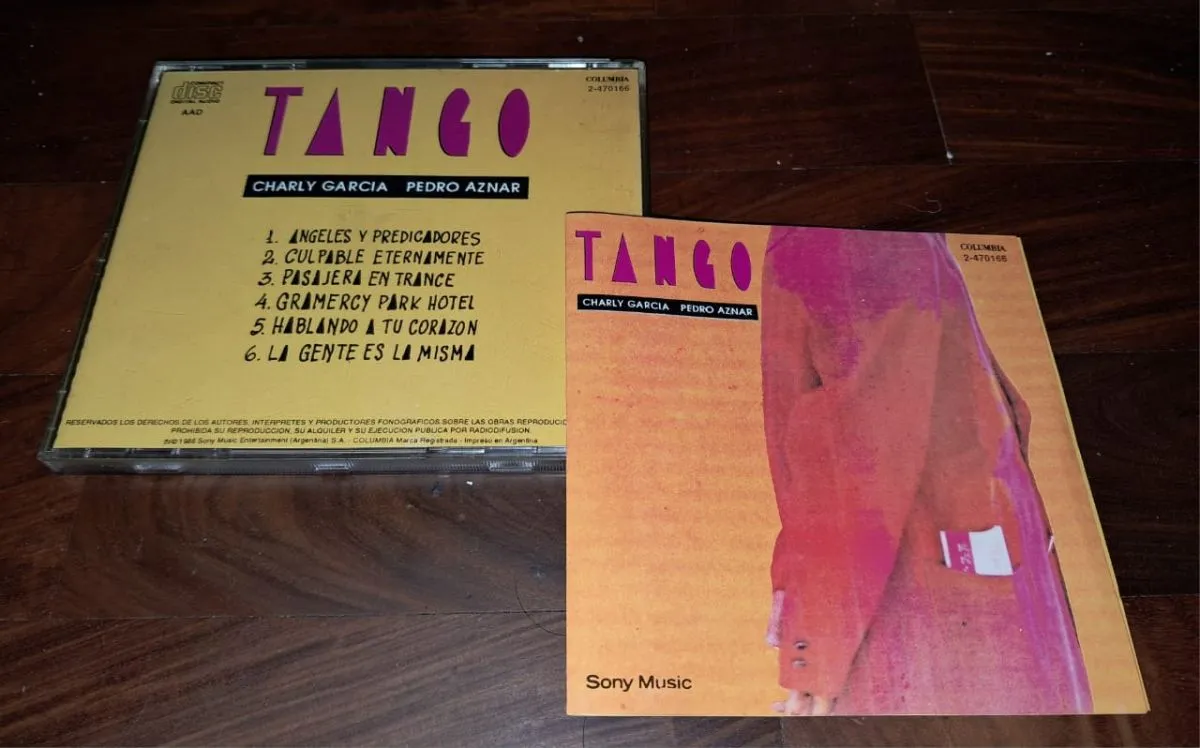 COMPACT
disc
DIGITAL AUDIO
AAD
COLUMBIA
2-470166
TANGO
CHARLY GARCIA PEDRO AZNAR
1. ANGELES Y PREDICADORES
2. CULPABLE ETERNAMENTE
3. PASAJERA EN TRANCE
4. GRAMERCY PARK HOTEL
5. HABLANDO A TU CORAZON
6. LA GENTE ES LA MISMA
RESERVADOS LOS DERECHOS DE LOS AUTORES, INTERPRETES Y PRODUCTORES FONOGRAFICOS SOBRE LAS OBRAS REPRODUCID
PROHIBIDA SU REPRODUCCION, SU ALQUILER Y SU EJECUCION PUBLICA POR RADIODIFUSION.
1986 Sony Music Entertainment (Argentina) S.A. - COLUMBIA Marca Registrada - Impreso en Argentina
TANGO
CHARLY GARCIA PEDRO AZNAR
COLUMBIA
2-470166
Sony Music